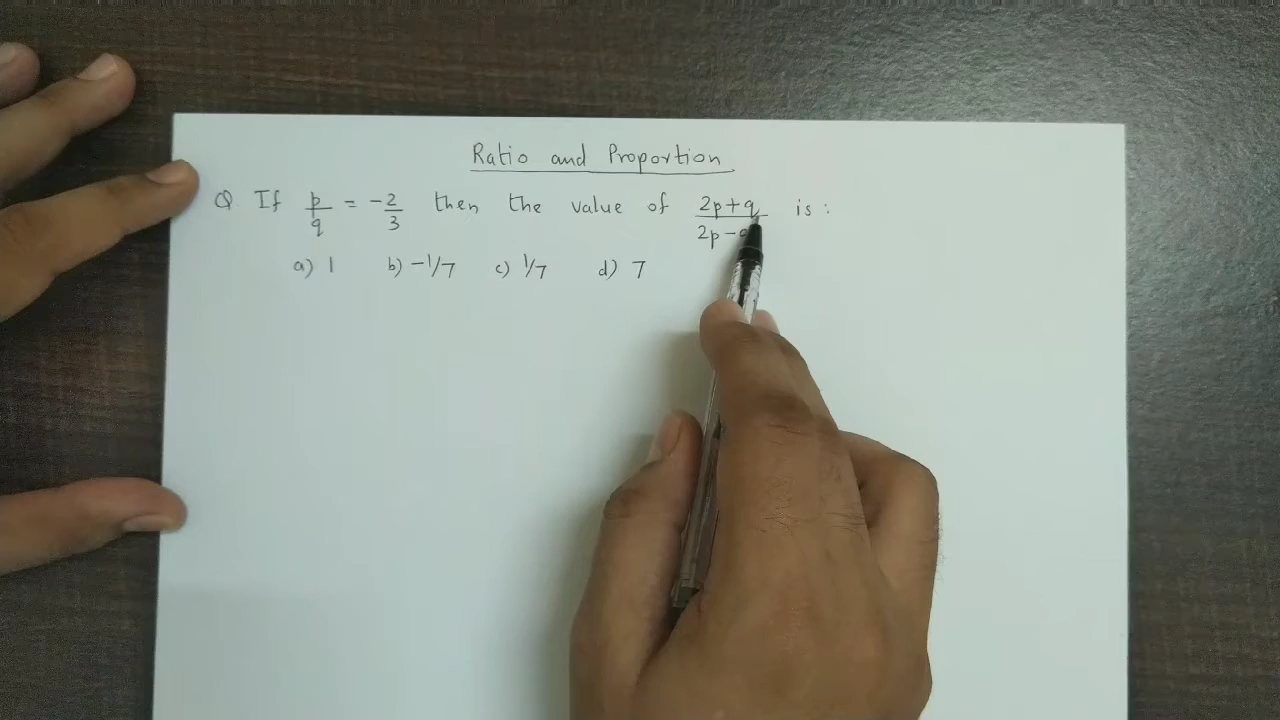 Ratio and Proportion
Q If p/q = -2/3 then the value of 2p+q/2p-q is :
a) 1 b) -1/7 c) 1/7 d) 7